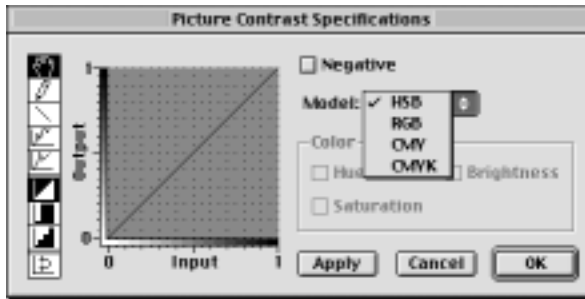 Picture Contrast Specifications
1
Output
0
0 Input 1
Negative
Model: ✓ HSB
RGB
CMY
CMYK
Color
Hue
Brightness
Saturation
Apply Cancel OK